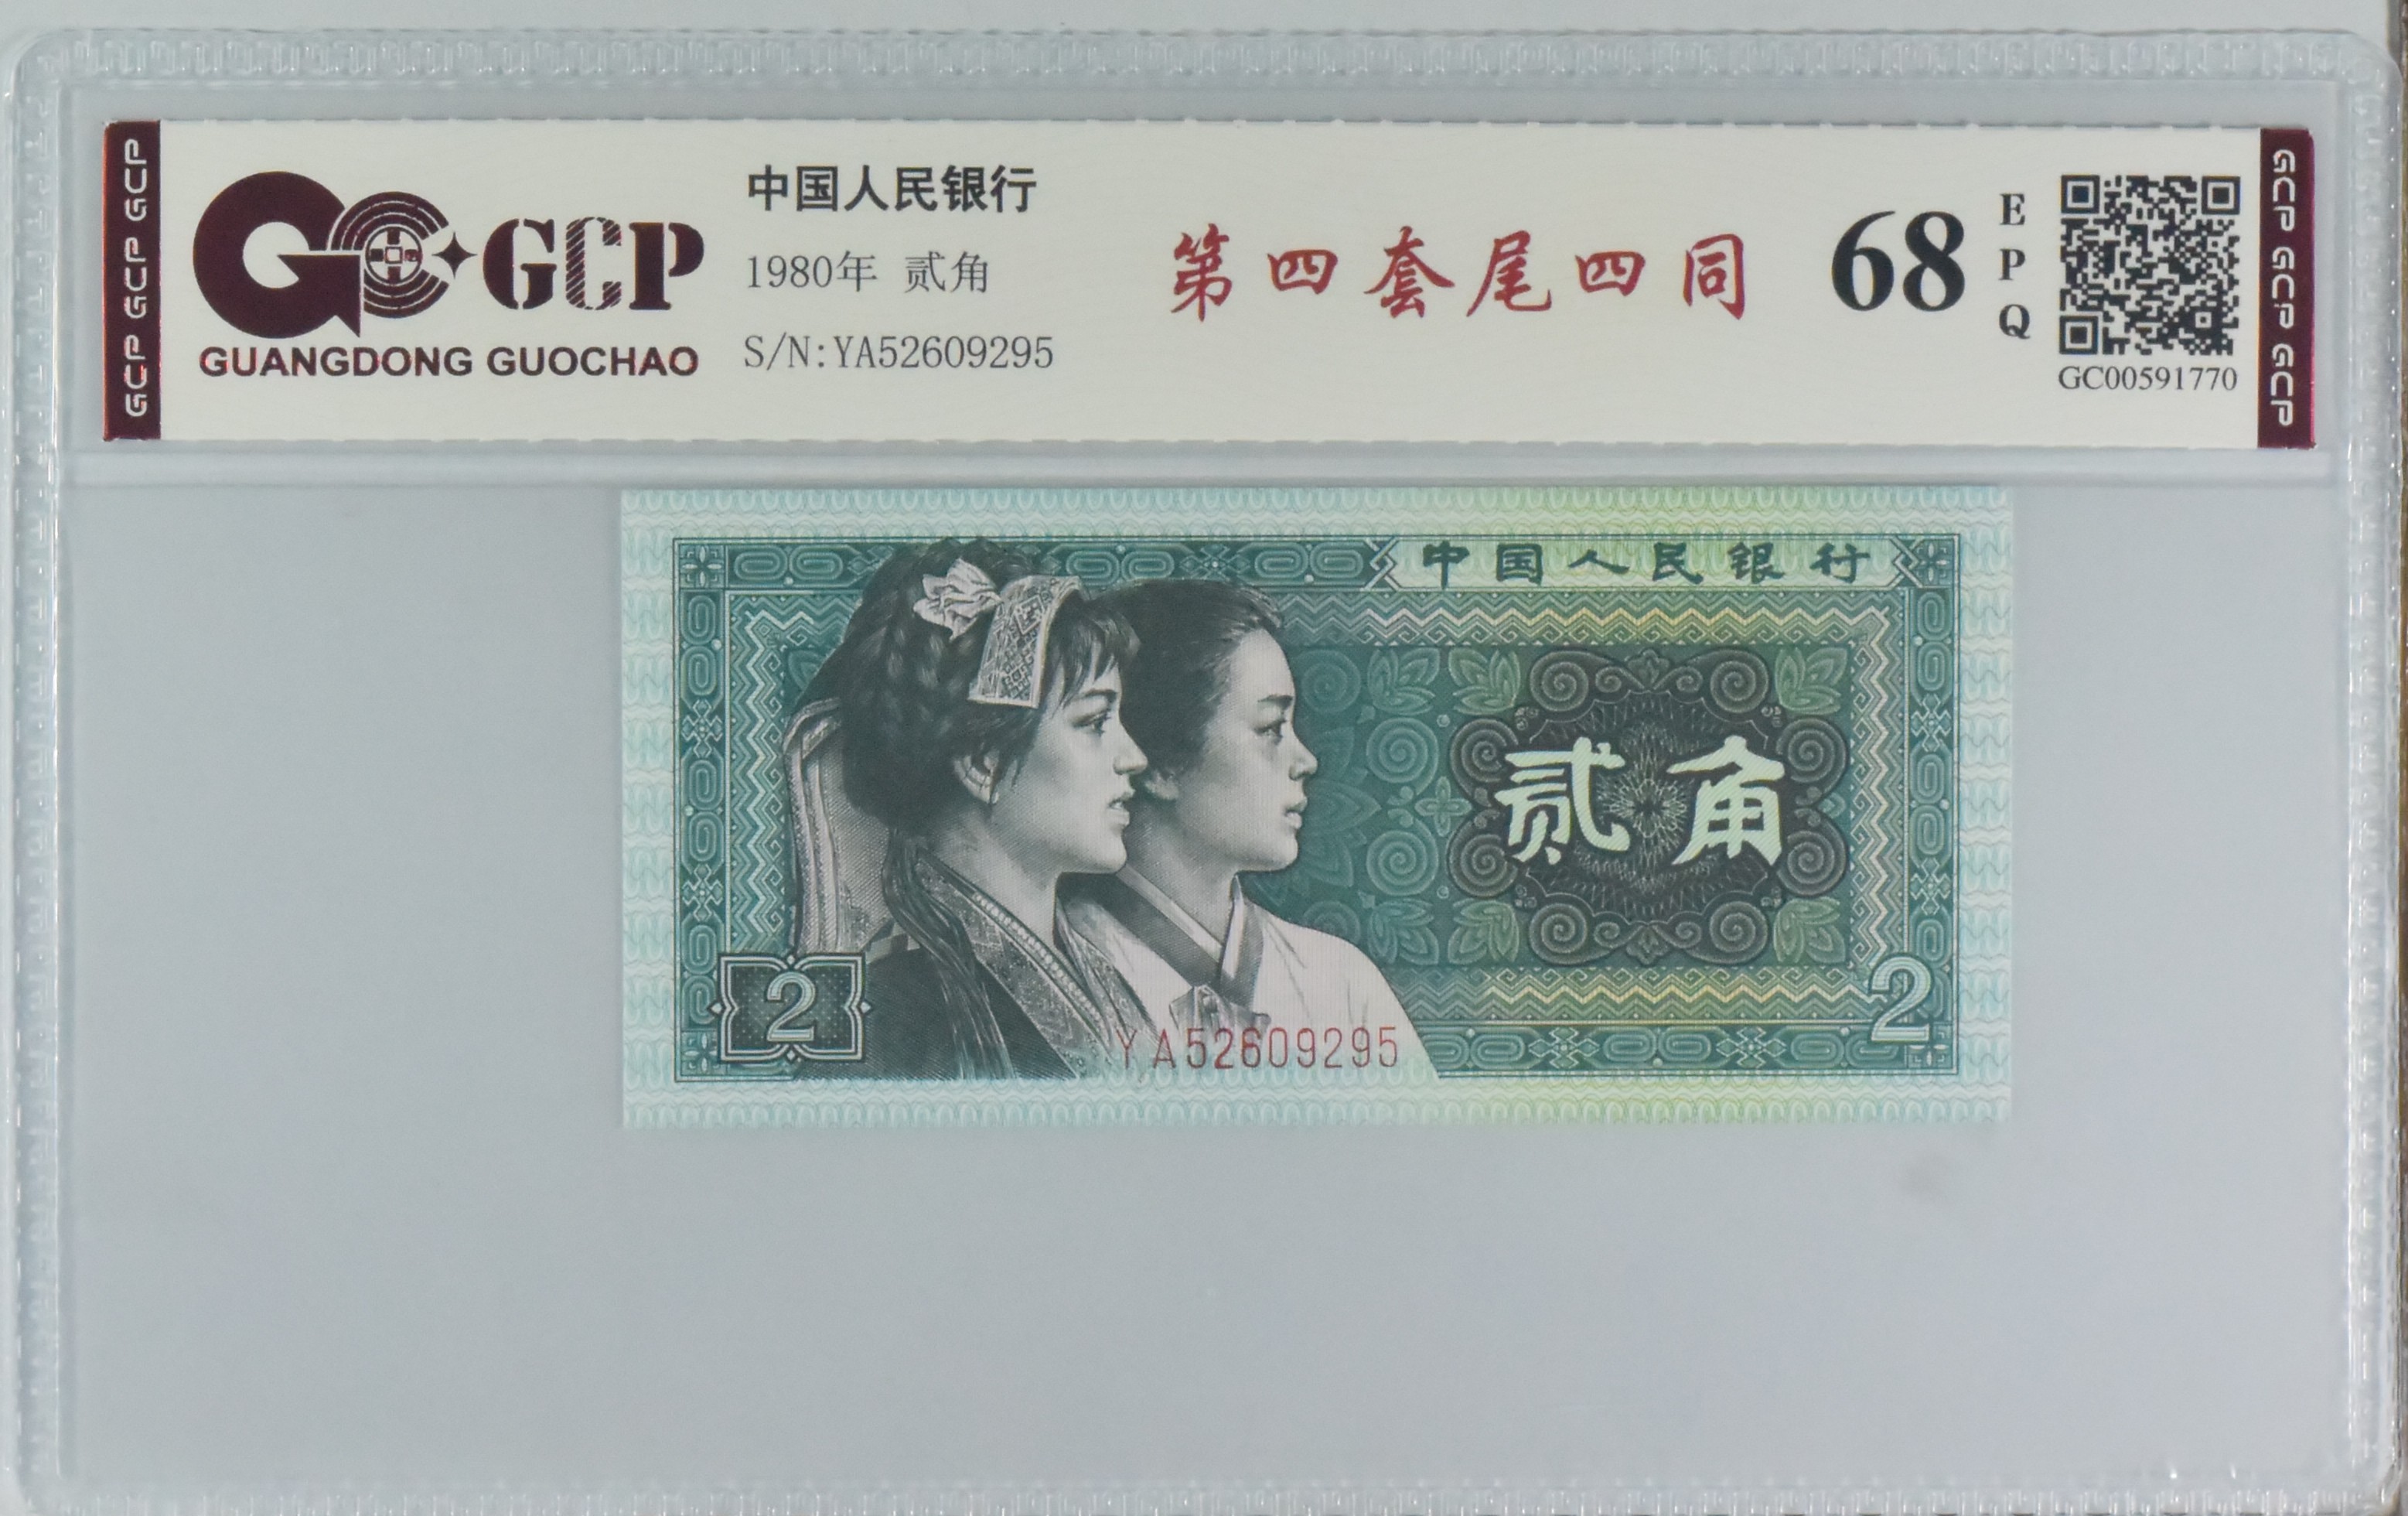 GCP GCP GCP
GCP
GUANGDONG GUOCHAO
中国人民银行
1980年 贰角
S/N:YA52609295
第四套尾四同
68
EPQ
GC00591770
GCP GCP GCP
中国人民银行
贰角
2
YA52609295
2